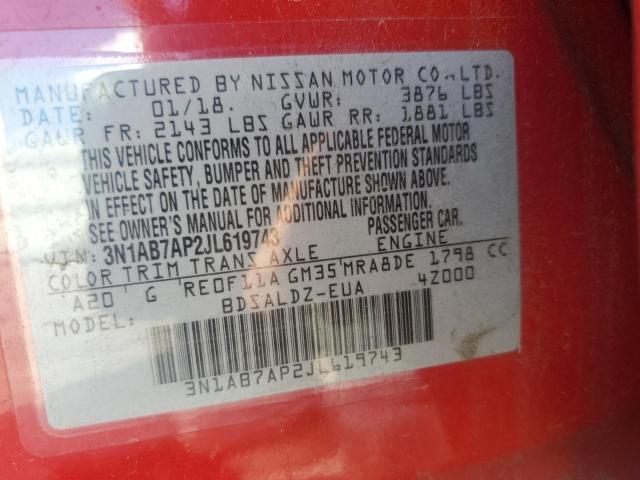 MANUFACTURED BY NISSAN MOTOR CO.,LTD.
DATE: 01/18. GVWR: 3876 LBS
GAWR FR: 2143 LBS GAWR RR: 1881 LBS
THIS VEHICLE CONFORMS TO ALL APPLICABLE FEDERAL MOTOR
VEHICLE SAFETY, BUMPER AND THEFT PREVENTION STANDARDS
IN EFFECT ON THE DATE OF MANUFACTURE SHOWN ABOVE.
SEE OWNER'S MANUAL FOR ADDITIONAL INFORMATION.
VIN: 3N1AB7AP2JL619743 PASSENGER CAR.
COLOR TRIM TRANS AXLE ENGINE
A20 G RE0F11A GM35 MRA8DE 1798 CC
MODEL: BDSALDZ-EUA 4Z000
3N1AB7AP2JL619743